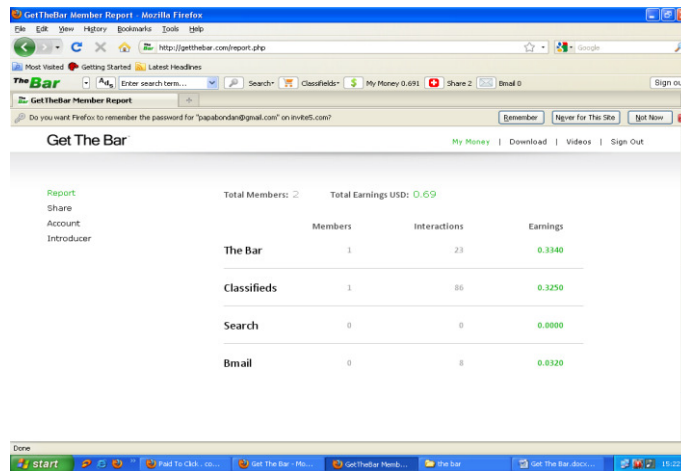 GetTheBar Member Report - Mozilla Firefox
File Edit View History Bookmarks Tools Help
http://getthebar.com/report.php Google
Most Visited Getting Started Latest Headlines
The Bar Ads Enter search term... Search Classifieds My Money 0.691 Share 2 Bmail 0 Sign ou
GetTheBar Member Report
Do you want Firefox to remember the password for "papabondan@gmail.com" on invite5.com? Remember Never for This Site Not Now
Get The Bar My Money | Download | Videos | Sign Out
Report Total Members: 2 Total Earnings USD: 0.69
Share
Account
Introducer
Members Interactions Earnings
The Bar 1 23 0.3340
Classifieds 1 86 0.3250
Search 0 0 0.0000
Bmail 0 8 0.0320
Done
start Paid To Click . co... Get The Bar - Mo... GetTheBar Memb... the bar Get The Bar.docx... 15:22